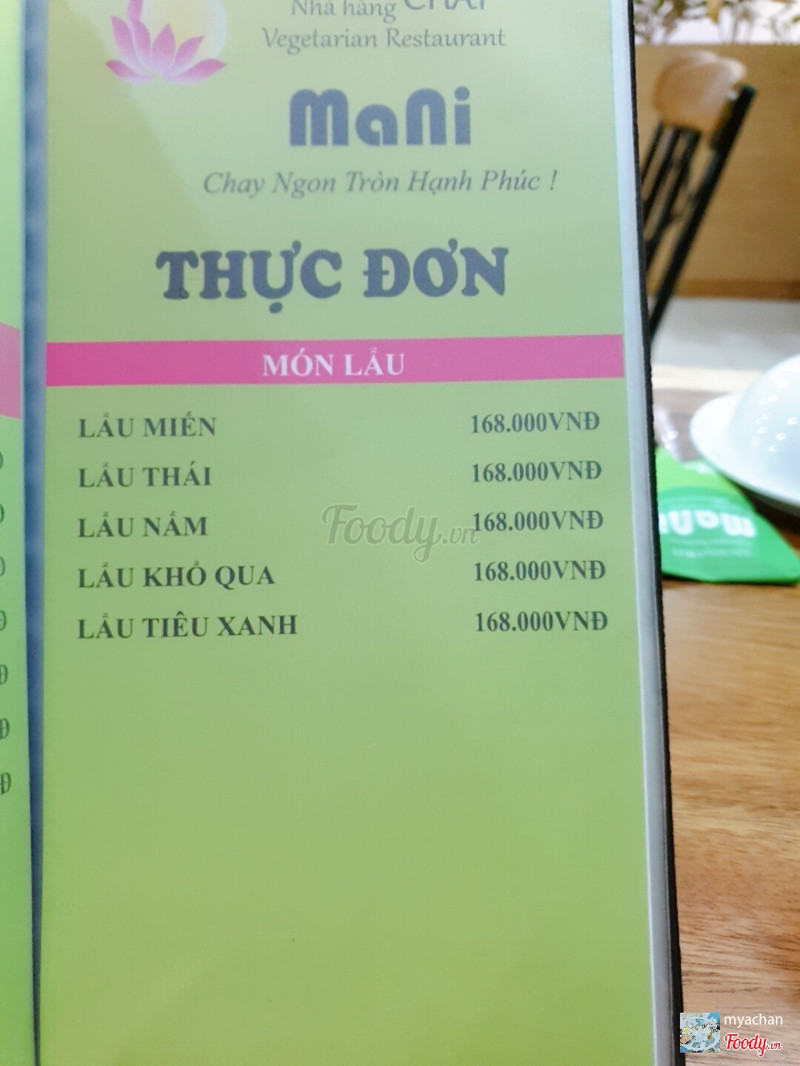 Nhà hàng CHAY
Vegetarian Restaurant
MaNi
Chay Ngon Tròn Hạnh Phúc !
THỰC ĐƠN
MÓN LẨU
LẨU MIẾN 168.000VNĐ
LẨU THÁI 168.000VNĐ
LẨU NẤM 168.000VNĐ
LẨU KHỔ QUA 168.000VNĐ
LẨU TIÊU XANH 168.000VNĐ
Foody.vn
MaNi
myachan
Foody.vn